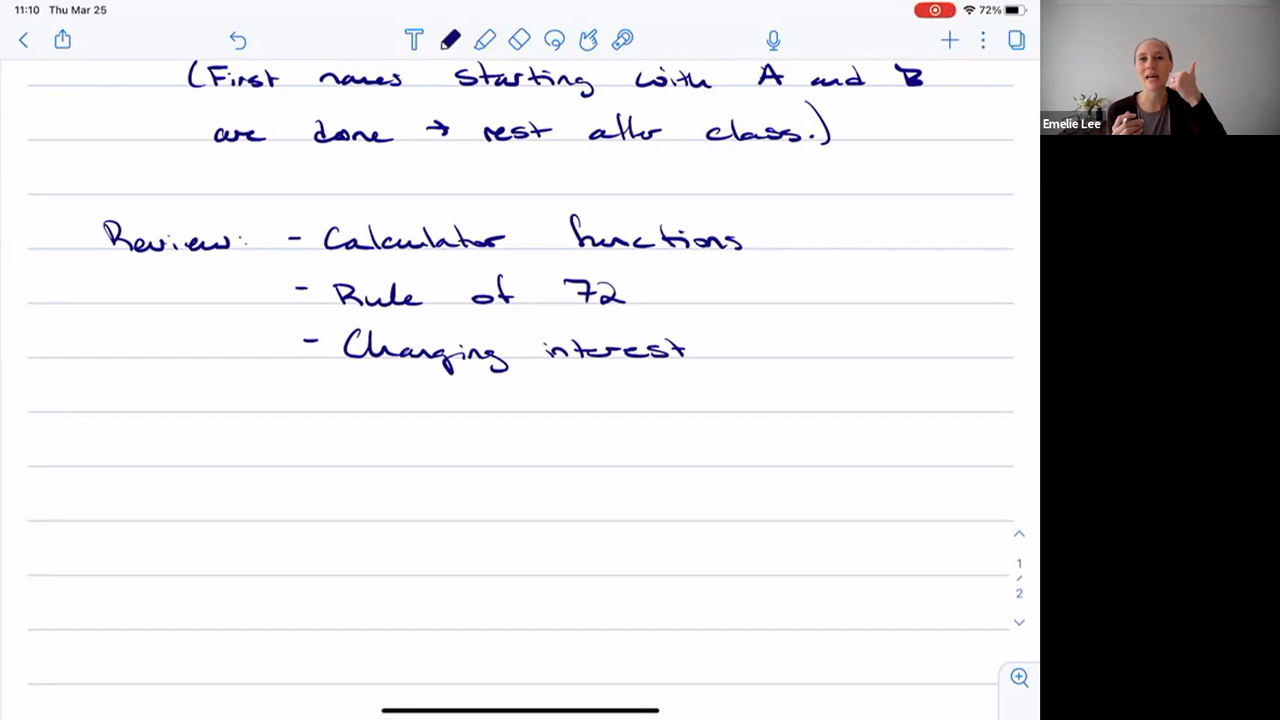 11:10 Thu Mar 25
72%
T
(First names starting with A and B
are done → rest after class.)
Emelie Lee
Review: - Calculator functions
- Rule of 72
- Changing interest
1
/
2